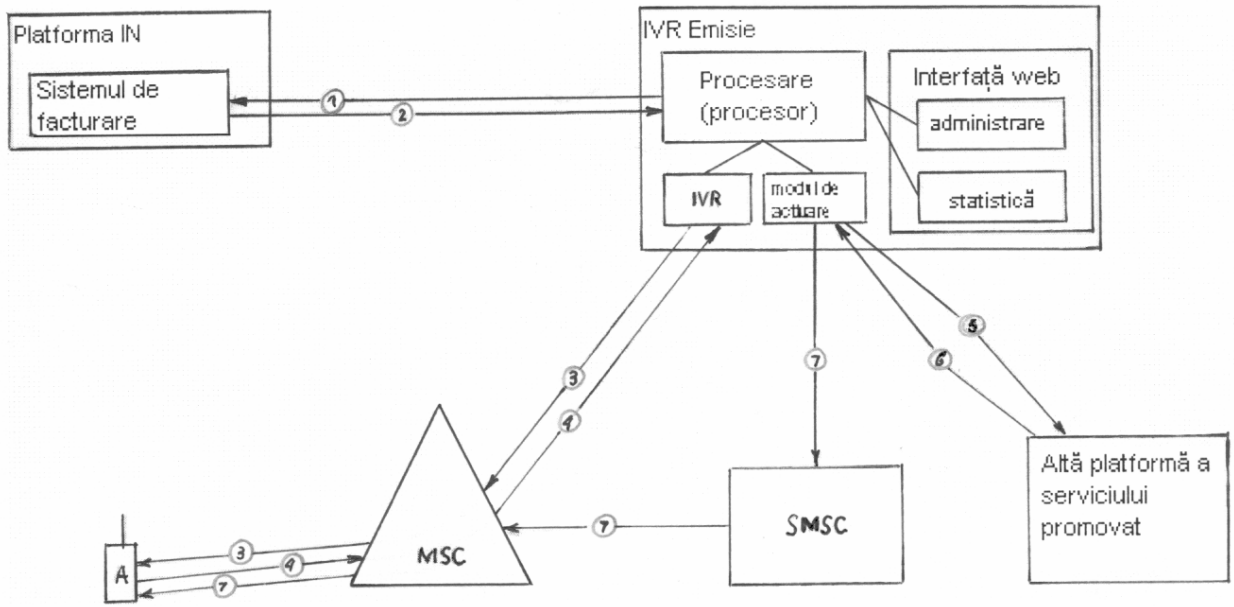 Platforma IN
Sistemul de
facturare
IVR Emisie
Procesare
(procesor)
Interfață web
administrare
statistică
IVR
modul de
actiuare
1
2
3
4
5
6
7
3
4
7
7
MSC
SMSC
A
Altă platformă a
serviciului
promovat